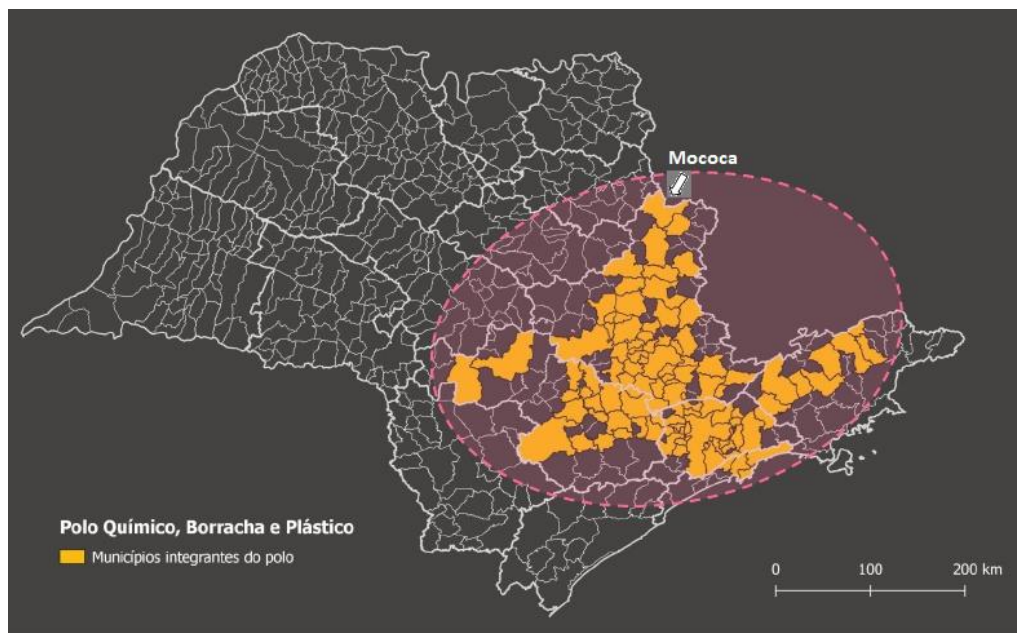 Mococa
Polo Químico, Borracha e Plástico
Municípios integrantes do polo
0 100 200 km